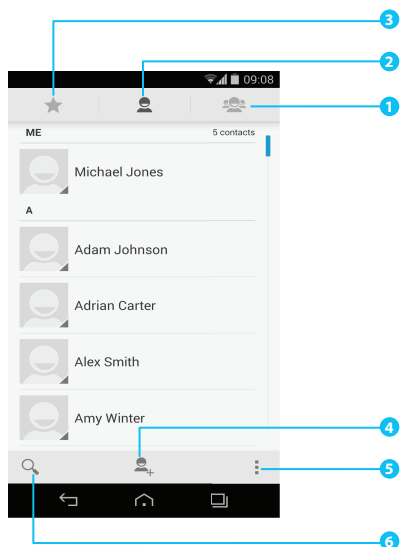 3
2
09:08
1
ME 5 contacts
Michael Jones
A
Adam Johnson
Adrian Carter
Alex Smith
Amy Winter
4
5
6